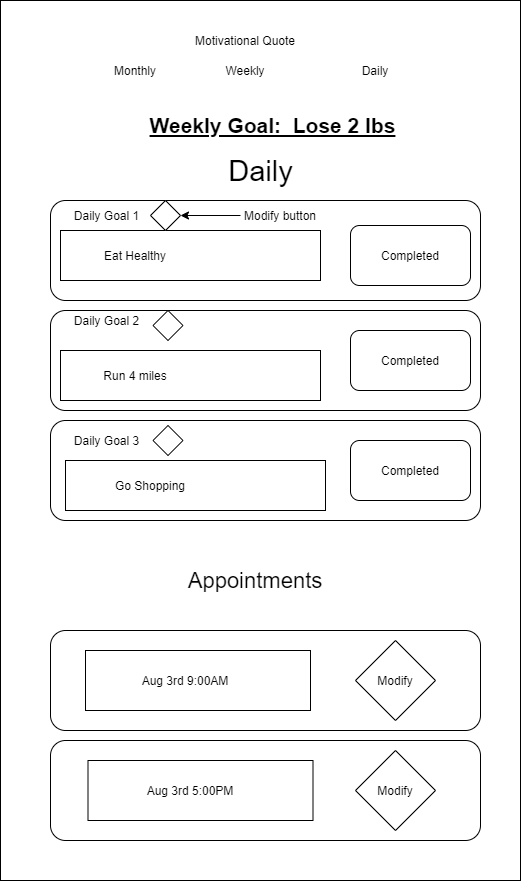 Motivational Quote
Monthly Weekly Daily
Weekly Goal: Lose 2 lbs
Daily
Daily Goal 1 Modify button
Eat Healthy Completed
Daily Goal 2
Run 4 miles Completed
Daily Goal 3
Go Shopping Completed
Appointments
Aug 3rd 9:00AM Modify
Aug 3rd 5:00PM Modify